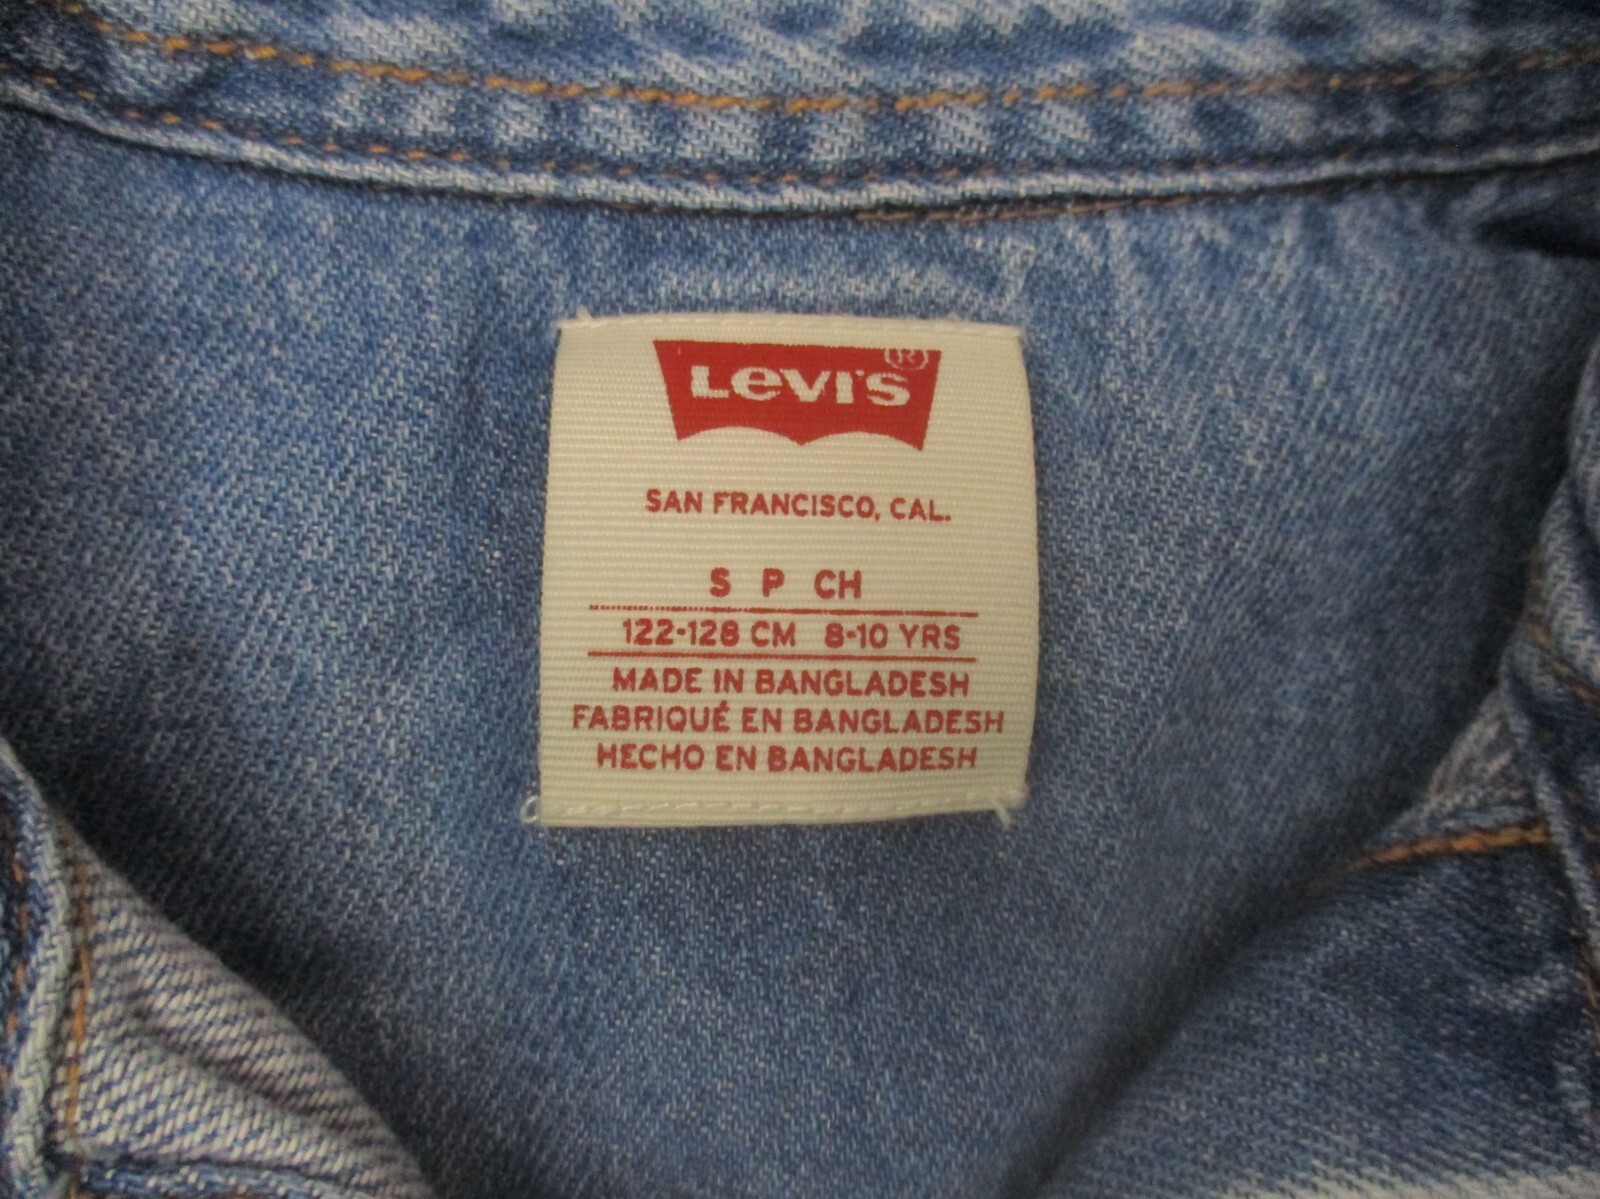 LEVI'S ®
SAN FRANCISCO, CAL.
S P CH
122-128 CM 8-10 YRS
MADE IN BANGLADESH
FABRIQUÉ EN BANGLADESH
HECHO EN BANGLADESH